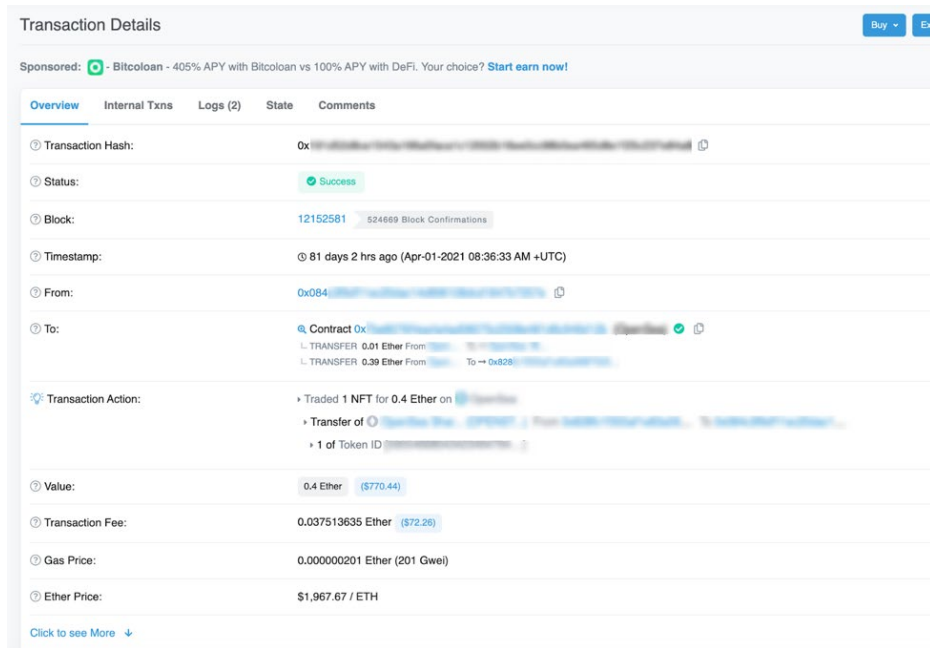 Transaction Details
Buy
Sponsored: - Bitcoloan - 405% APY with Bitcoloan vs 100% APY with DeFi. Your choice? Start earn now!
Overview Internal Txns Logs (2) State Comments
Transaction Hash: 0x
Status: Success
Block: 12152581 524669 Block Confirmations
Timestamp: 81 days 2 hrs ago (Apr-01-2021 08:36:33 AM +UTC)
From: 0x084
To: Contract 0x
TRANSFER 0.01 Ether From
TRANSFER 0.39 Ether From To → 0x828
Transaction Action: Traded 1 NFT for 0.4 Ether on
Transfer of
1 of Token ID
Value: 0.4 Ether ($770.44)
Transaction Fee: 0.037513635 Ether ($72.26)
Gas Price: 0.000000201 Ether (201 Gwei)
Ether Price: $1,967.67 / ETH
Click to see More ↓